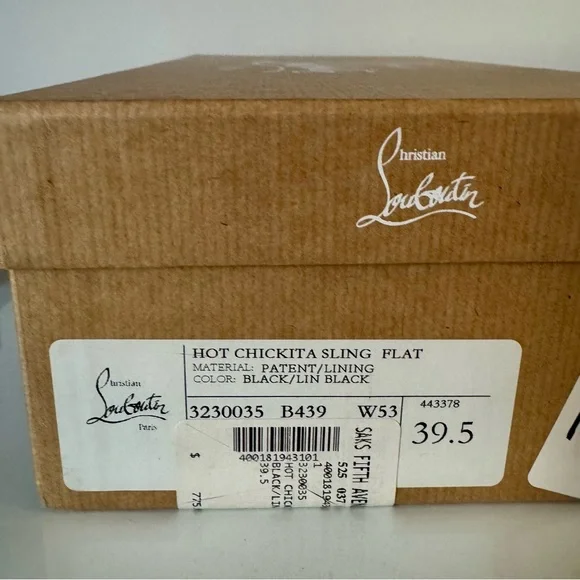 Christian
Louboutin
HOT CHICKITA SLING FLAT
MATERIAL: PATENT/LINING
COLOR: BLACK/LIN BLACK
Christian
Louboutin
Paris
3230035 B439 W53
443378
39.5
400181943101
SAKS FIFTH AVE
525 037
3230035
HOT CHIC
BLACK/LI
39.5
$